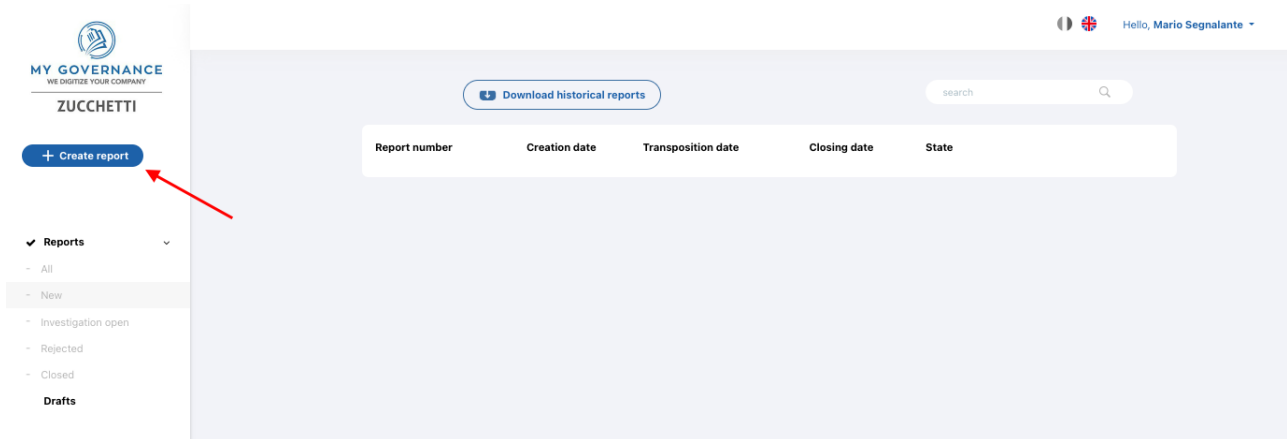 Hello, Mario Segnalante
MY GOVERNANCE
WE DIGITIZE YOUR COMPANY
ZUCCHETTI
Download historical reports
search
+ Create report
Report number Creation date Transposition date Closing date State
Reports
- All
- New
- Investigation open
- Rejected
- Closed
Drafts